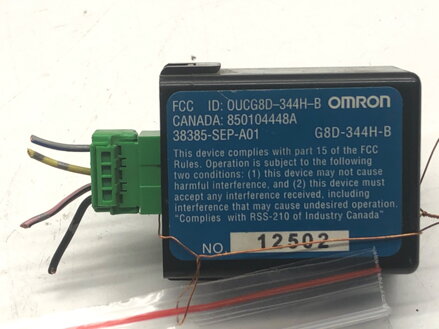 FCC ID: OUCG8D-344H-B OMRON
CANADA: 850104448A
38385-SEP-A01 G8D-344H-B
This device complies with part 15 of the FCC
Rules. Operation is subject to the following
two conditions: (1) this device may not cause
harmful interference, and (2) this device must
accept any interference received, including
interference that may cause undesired operation.
"Complies with RSS-210 of Industry Canada"
NO. 12502